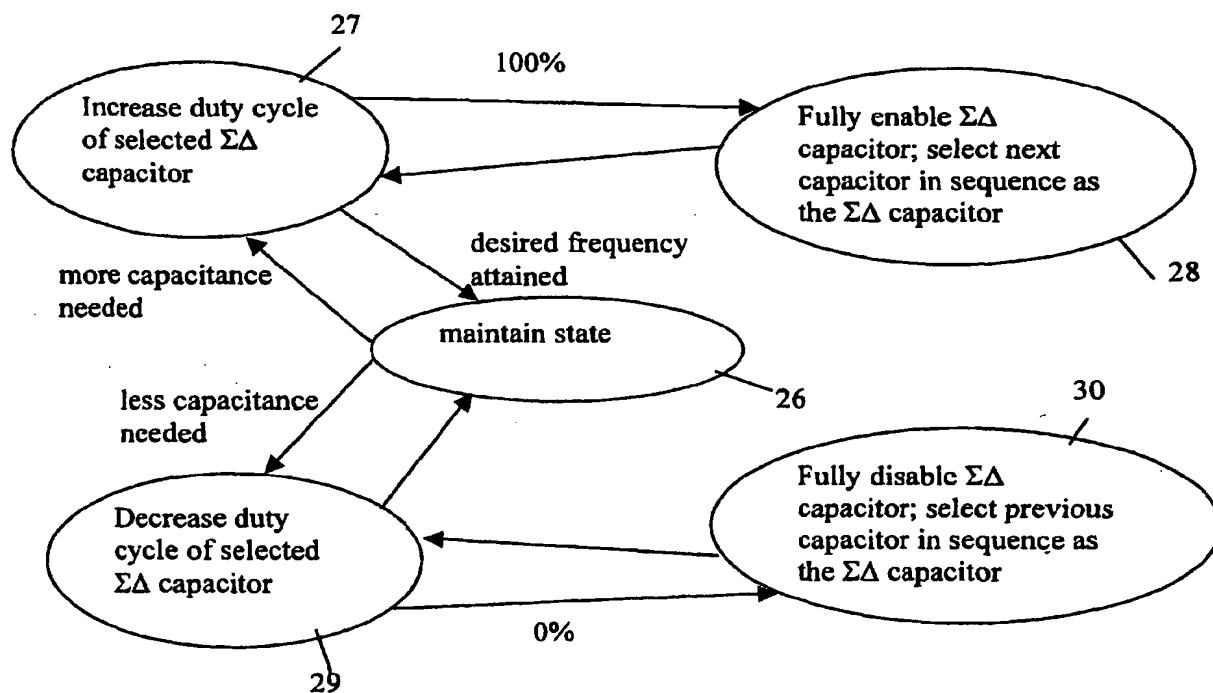 27
100%
Increase duty cycle
of selected ΣΔ
capacitor
Fully enable ΣΔ
capacitor; select next
capacitor in sequence as
the ΣΔ capacitor
28
desired frequency
attained
more capacitance
needed
maintain state
26
less capacitance
needed
30
Decrease duty
cycle of selected
ΣΔ capacitor
Fully disable ΣΔ
capacitor; select previous
capacitor in sequence as
the ΣΔ capacitor
0%
29